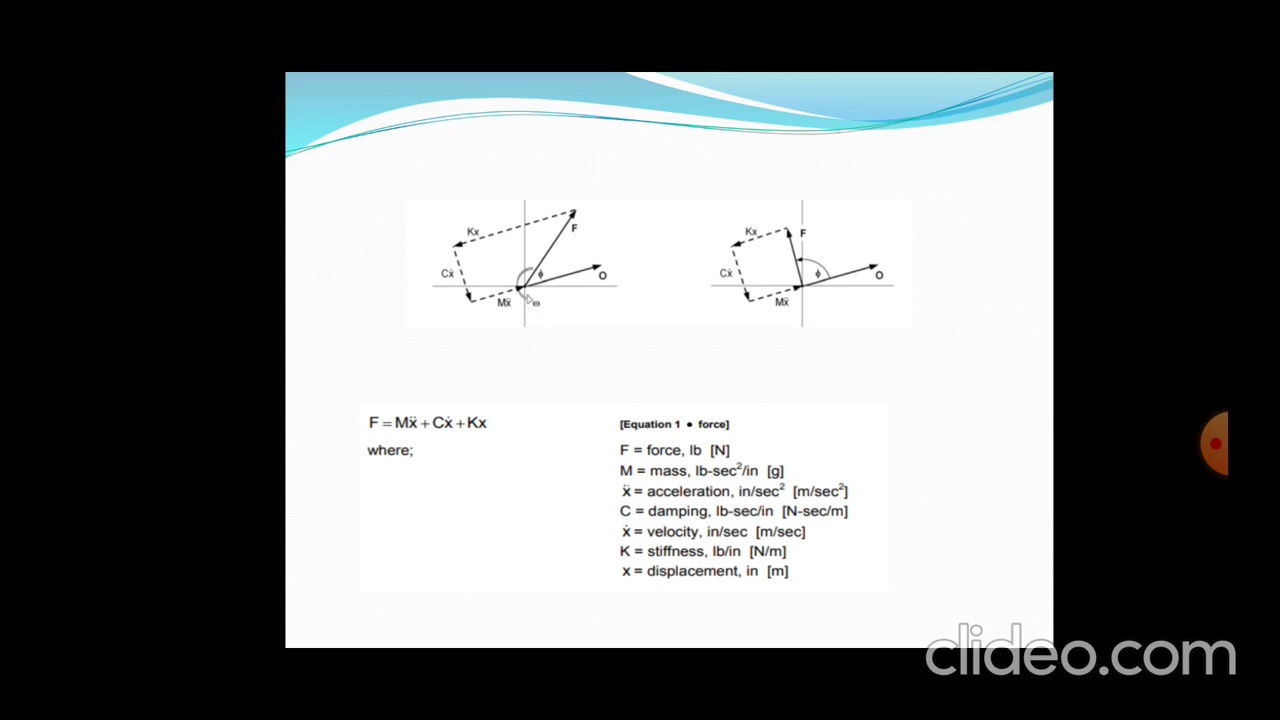 Kx
F
Cẋ
ϕ
O
Mẍ
ω
Kx
F
Cẋ
ϕ
O
Mẍ
F = Mẍ + Cẋ + Kx
[Equation 1 • force]
where;
F = force, lb [N]
M = mass, lb-sec²/in [g]
ẍ = acceleration, in/sec² [m/sec²]
C = damping, lb-sec/in [N-sec/m]
ẋ = velocity, in/sec [m/sec]
K = stiffness, lb/in [N/m]
x = displacement, in [m]
clideo.com